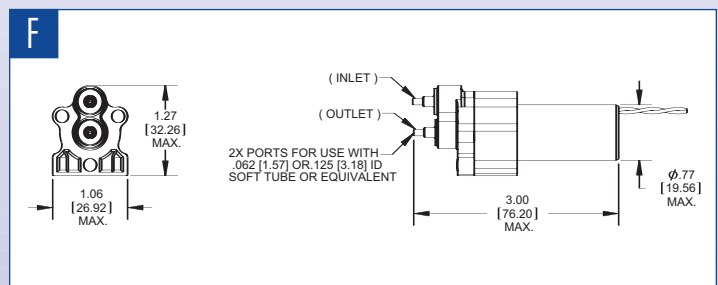 F
1.27
[32.26]
MAX.
1.06
[26.92]
MAX.
( INLET )
( OUTLET )
2X PORTS FOR USE WITH
.062 [1.57] OR.125 [3.18] ID
SOFT TUBE OR EQUIVALENT
3.00
[76.20]
MAX.
ϕ.77
[19.56]
MAX.